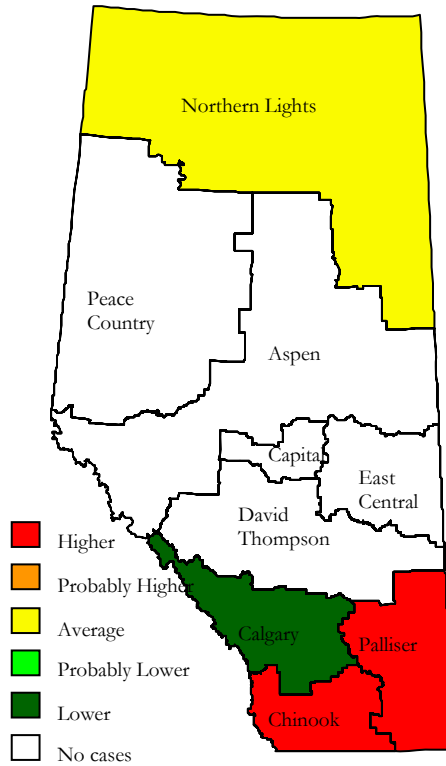 Northern Lights
Peace
Country
Aspen
Capital
East
Central
David
Thompson
Higher
Probably Higher
Average
Calgary
Palliser
Probably Lower
Lower
Chinook
No cases